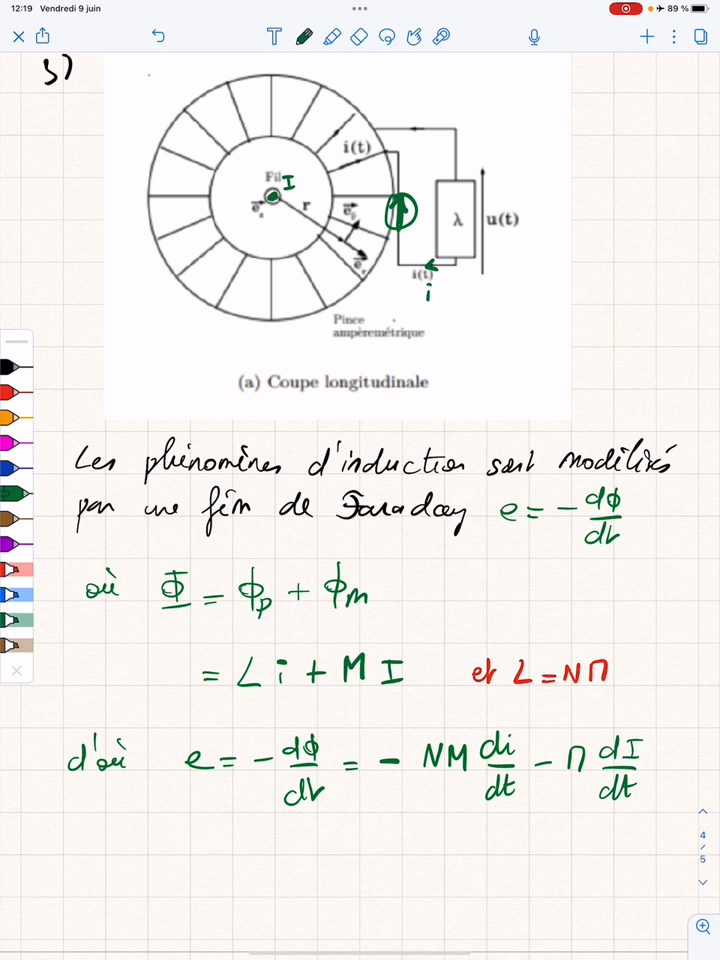 12:19 Vendredi 9 juin
89 %
T
5)
i(t)
Fil I
r
λ
u(t)
i(t)
i
Pince
ampèremétrique
(a) Coupe longitudinale
Les phénomènes d'induction sont modélisés
par une fém de Faraday e = - dϕ/dt
où Φ = ϕp + ϕm
= L i + M I et L = NM
d'où e = - dϕ/dt = - NM di/dt - M dI/dt
4
/
5